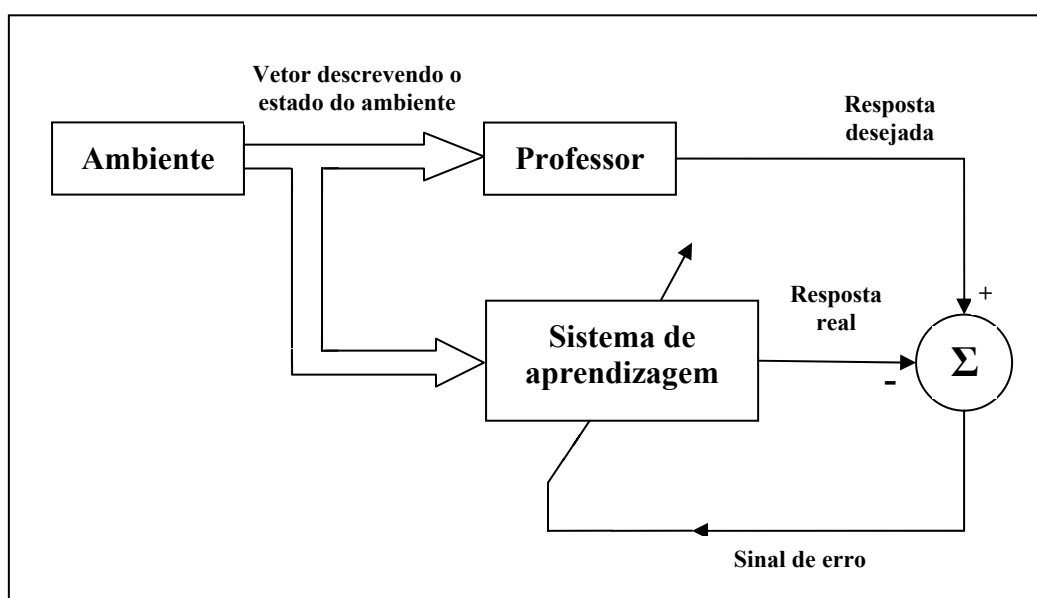 Vetor descrevendo o
estado do ambiente
Ambiente
Professor
Resposta
desejada
Sistema de
aprendizagem
Resposta
real
+
-
Σ
Sinal de erro